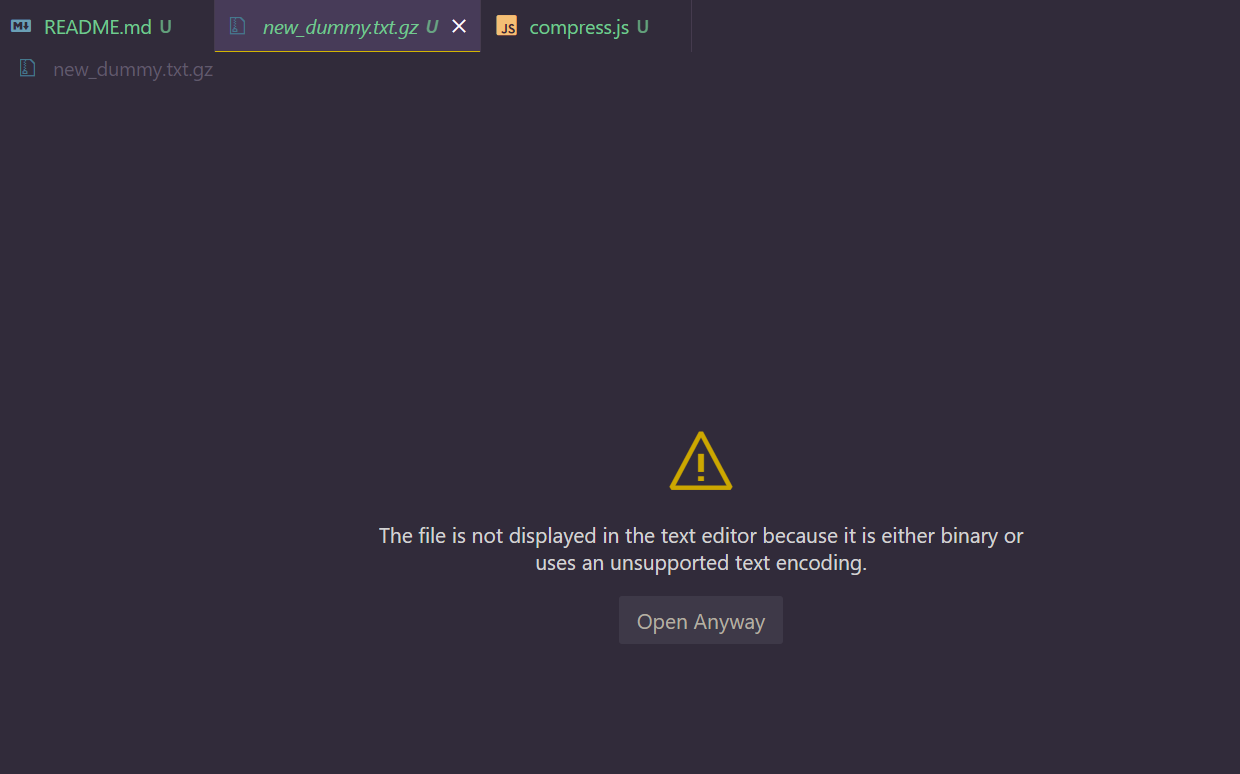 README.md U
new_dummy.txt.gz U
JS compress.js U
new_dummy.txt.gz
The file is not displayed in the text editor because it is either binary or
uses an unsupported text encoding.
Open Anyway